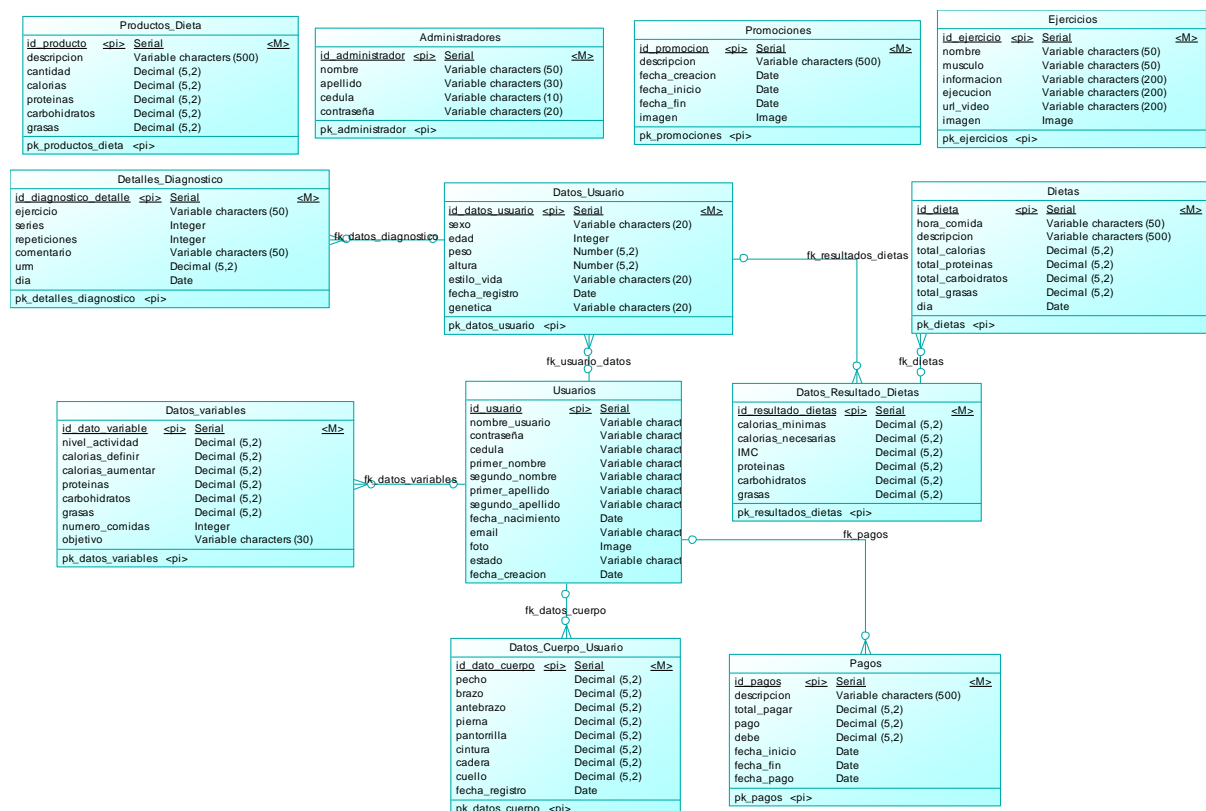 Productos_Dieta
id_producto <pi> Serial <M>
descripcion Variable characters (500)
cantidad Decimal (5,2)
calorias Decimal (5,2)
proteinas Decimal (5,2)
carbohidratos Decimal (5,2)
grasas Decimal (5,2)
pk_productos_dieta <pi>
Administradores
id_administrador <pi> Serial <M>
nombre Variable characters (50)
apellido Variable characters (30)
cedula Variable characters (10)
contraseña Variable characters (20)
pk_administrador <pi>
Promociones
id_promocion <pi> Serial <M>
descripcion Variable characters (500)
fecha_creacion Date
fecha_inicio Date
fecha_fin Date
imagen Image
pk_promociones <pi>
Ejercicios
id_ejercicio <pi> Serial <M>
nombre Variable characters (50)
musculo Variable characters (50)
informacion Variable characters (200)
ejecucion Variable characters (200)
url_video Variable characters (200)
imagen Image
pk_ejercicios <pi>
Detalles_Diagnostico
id_diagnostico_detalle <pi> Serial <M>
ejercicio Variable characters (50)
series Integer
repeticiones Integer
comentario Variable characters (50)
urm Decimal (5,2)
dia Date
pk_detalles_diagnostico <pi>
fk_datos_diagnostico
Datos_Usuario
id_datos_usuario <pi> Serial <M>
sexo Variable characters (20)
edad Integer
peso Number (5,2)
altura Number (5,2)
estilo_vida Variable characters (20)
fecha_registro Date
genetica Variable characters (20)
pk_datos_usuario <pi>
fk_resultados_dietas
Dietas
id_dieta <pi> Serial <M>
hora_comida Variable characters (50)
descripcion Variable characters (500)
total_calorias Decimal (5,2)
total_proteinas Decimal (5,2)
total_carboidratos Decimal (5,2)
total_grasas Decimal (5,2)
dia Date
pk_dietas <pi>
fk_usuario_datos
fk_dietas
Datos_variables
id_dato_variable <pi> Serial <M>
nivel_actividad Decimal (5,2)
calorias_definir Decimal (5,2)
calorias_aumentar Decimal (5,2)
proteinas Decimal (5,2)
carbohidratos Decimal (5,2)
grasas Decimal (5,2)
numero_comidas Integer
objetivo Variable characters (30)
pk_datos_variables <pi>
fk_datos_variables
Usuarios
id_usuario <pi> Serial
nombre_usuario Variable charact
contraseña Variable charact
cedula Variable charact
primer_nombre Variable charact
segundo_nombre Variable charact
primer_apellido Variable charact
segundo_apellido Variable charact
fecha_nacimiento Date
email Variable charact
foto Image
estado Variable charact
fecha_creacion Date
Datos_Resultado_Dietas
id_resultado_dietas <pi> Serial <M>
calorias_minimas Decimal (5,2)
calorias_necesarias Decimal (5,2)
IMC Decimal (5,2)
proteinas Decimal (5,2)
carbohidratos Decimal (5,2)
grasas Decimal (5,2)
pk_resultados_dietas <pi>
fk_pagos
fk_datos_cuerpo
Datos_Cuerpo_Usuario
id_dato_cuerpo <pi> Serial <M>
pecho Decimal (5,2)
brazo Decimal (5,2)
antebrazo Decimal (5,2)
pierna Decimal (5,2)
pantorrilla Decimal (5,2)
cintura Decimal (5,2)
cadera Decimal (5,2)
cuello Decimal (5,2)
fecha_registro Date
pk_datos_cuerpo <pi>
Pagos
id_pagos <pi> Serial <M>
descripcion Variable characters (500)
total_pagar Decimal (5,2)
pago Decimal (5,2)
debe Decimal (5,2)
fecha_inicio Date
fecha_fin Date
fecha_pago Date
pk_pagos <pi>